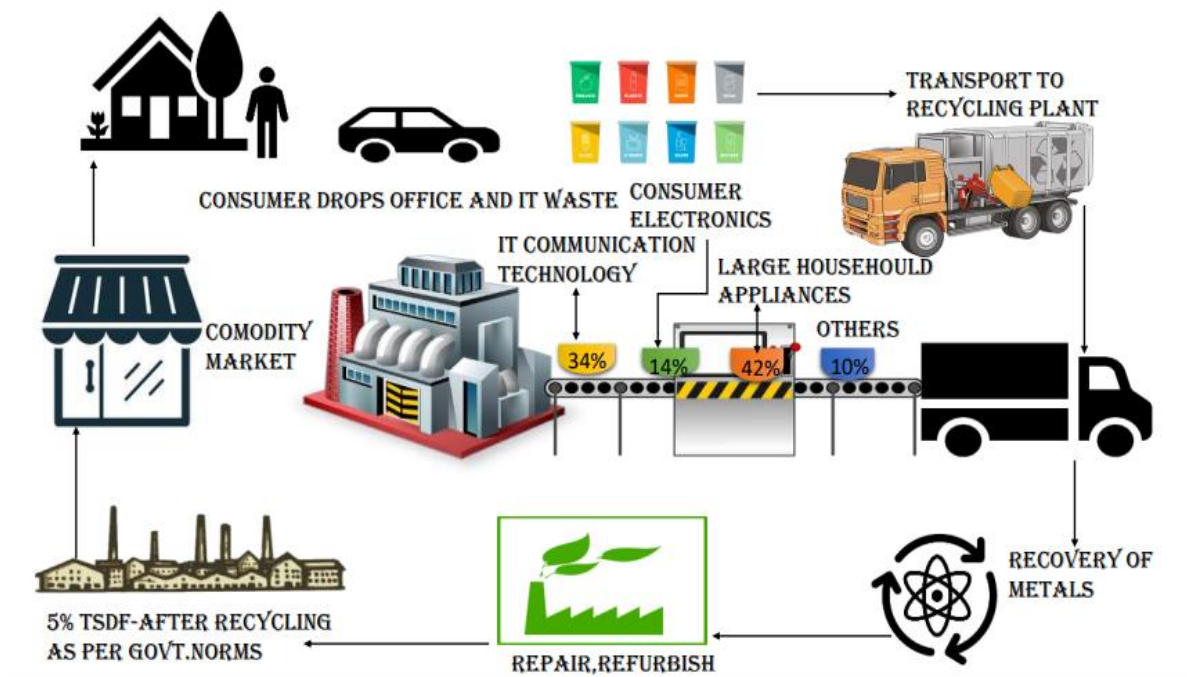 TRANSPORT TO
RECYCLING PLANT
CONSUMER DROPS OFFICE AND IT WASTE
CONSUMER
ELECTRONICS
IT COMMUNICATION
TECHNOLOGY
LARGE HOUSEHOULD
APPLIANCES
OTHERS
COMODITY
MARKET
34%
14%
42%
10%
RECOVERY OF
METALS
5% TSDF-AFTER RECYCLING
AS PER GOVT.NORMS
REPAIR,REFURBISH